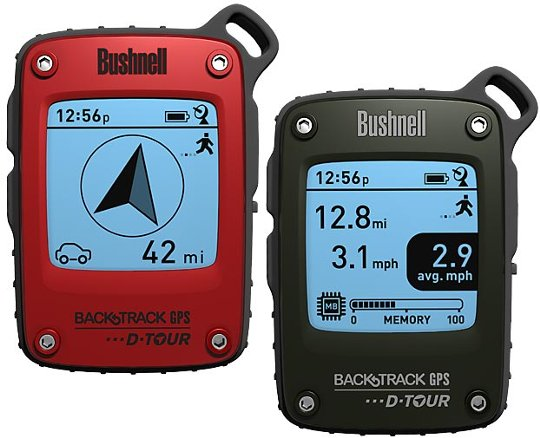 Bushnell
12:56p
42 mi
BACKTRACK GPS
D-TOUR
Bushnell
12:56p
12.8mi
3.1 mph
2.9
avg. mph
MB
0 MEMORY 100
BACKTRACK GPS
D-TOUR